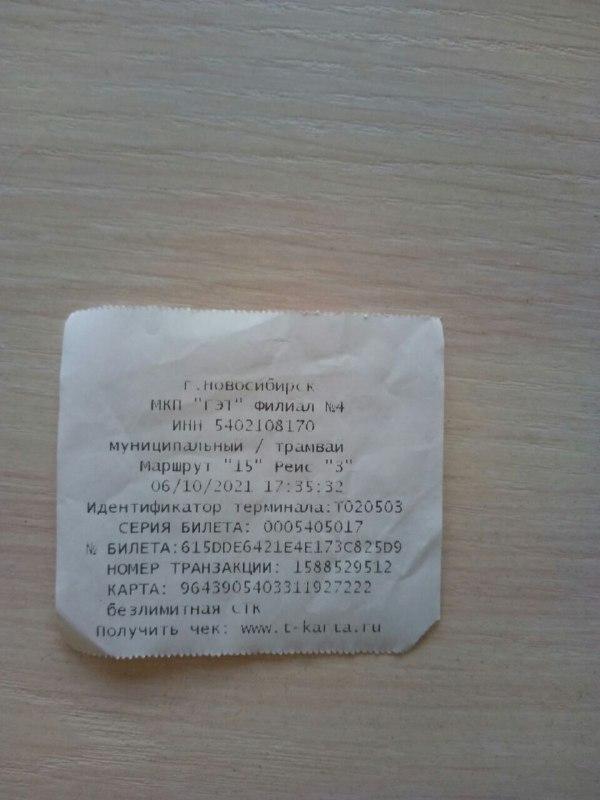 г.Новосибирск
МКП "ГЭТ" Филиал №4
ИНН 5402108170
муниципальный / трамвай
Маршрут "15" Рейс "3"
06/10/2021 17:35:32
Идентификатор терминала:T020503
СЕРИЯ БИЛЕТА: 0005405017
№ БИЛЕТА:615DDE6421E4E173C825D9
НОМЕР ТРАНЗАКЦИИ: 1588529512
КАРТА: 9643905403311927222
безлимитная СТК
Получить чек: www.t-karta.ru